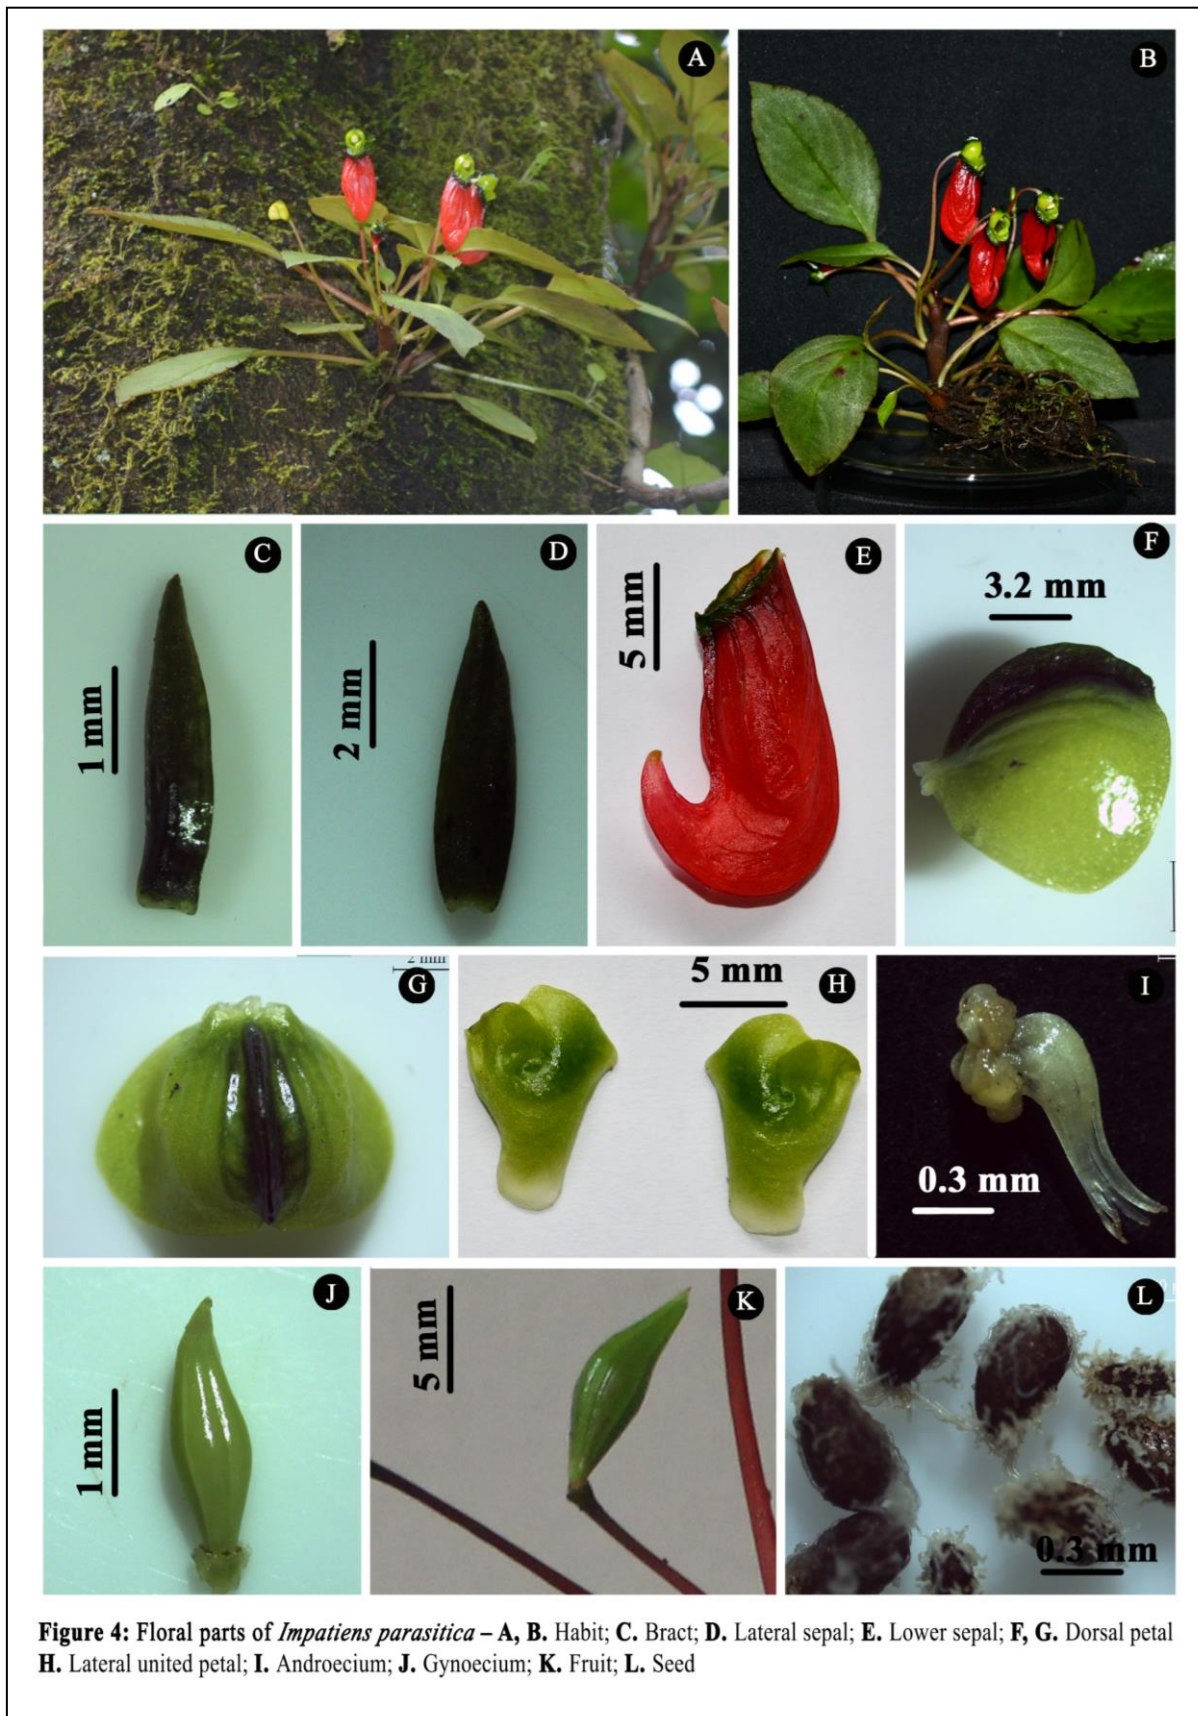 A
B
C
1 mm
D
2 mm
E
5 mm
F
3.2 mm
G
2 mm
H
5 mm
I
0.3 mm
J
1 mm
K
5 mm
L
0.3 mm
Figure 4: Floral parts of Impatiens parasitica – A, B. Habit; C. Bract; D. Lateral sepal; E. Lower sepal; F, G. Dorsal petal
H. Lateral united petal; I. Androecium; J. Gynoecium; K. Fruit; L. Seed